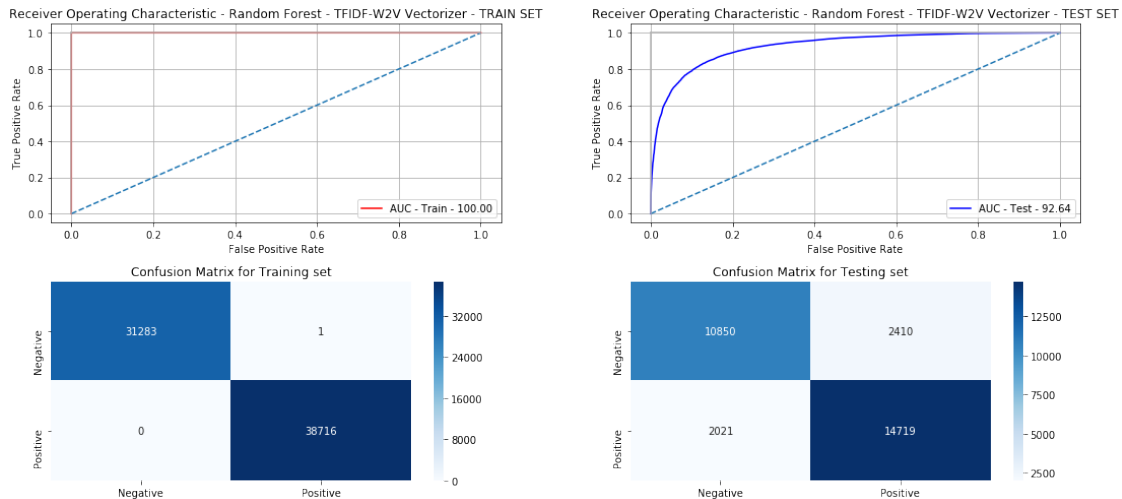 Receiver Operating Characteristic - Random Forest - TFIDF-W2V Vectorizer - TRAIN SET
1.0
0.8
0.6
0.4
0.2
0.0
True Positive Rate
AUC - Train - 100.00
0.0 0.2 0.4 0.6 0.8 1.0
False Positive Rate
Receiver Operating Characteristic - Random Forest - TFIDF-W2V Vectorizer - TEST SET
1.0
0.8
0.6
0.4
0.2
0.0
True Positive Rate
AUC - Test - 92.64
0.0 0.2 0.4 0.6 0.8 1.0
False Positive Rate
Confusion Matrix for Training set
Negative
31283 1
Positive
0 38716
Negative Positive
32000
24000
16000
8000
0
Confusion Matrix for Testing set
Negative
10850 2410
Positive
2021 14719
Negative Positive
12500
10000
7500
5000
2500